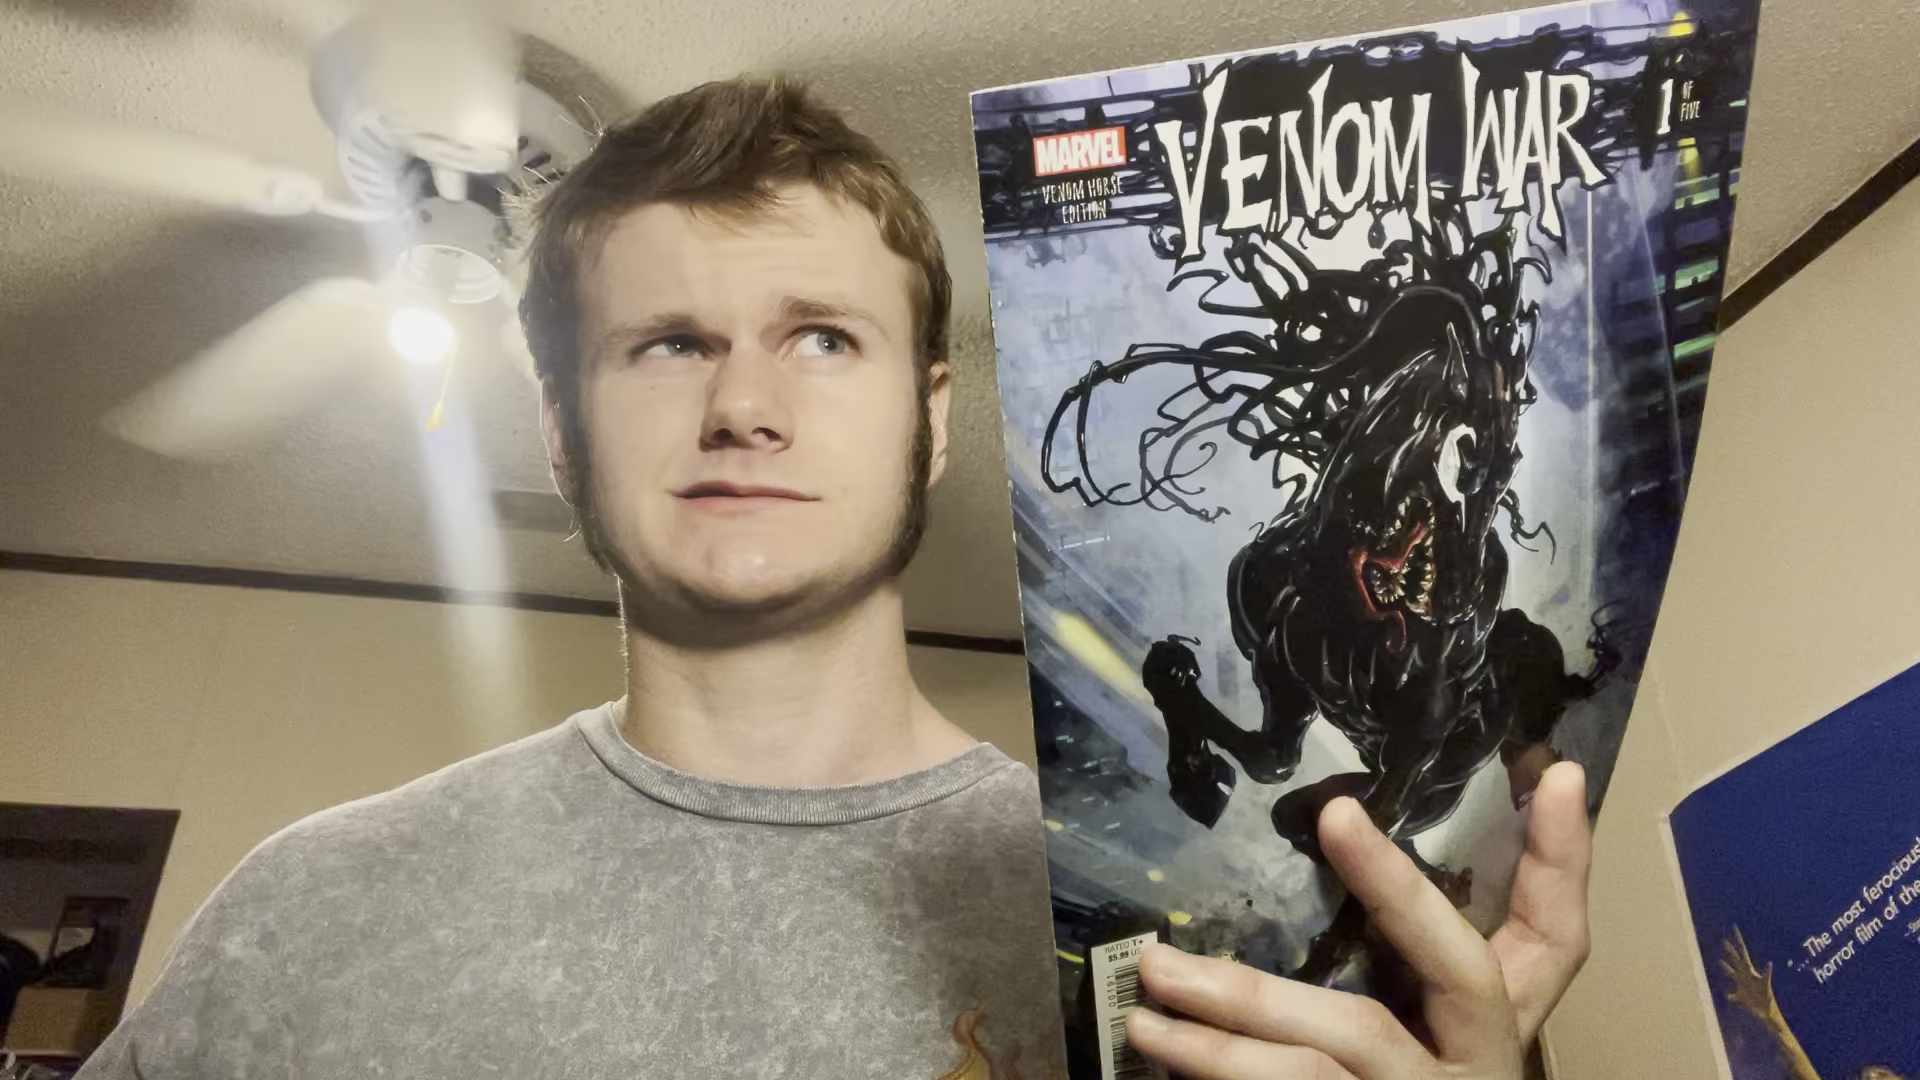 VENOM WAR
1
OF
FIVE
MARVEL
VENOM HORSE
EDITION
RATED T+
$5.99 US
00191
"...The most ferocious
horror film of the